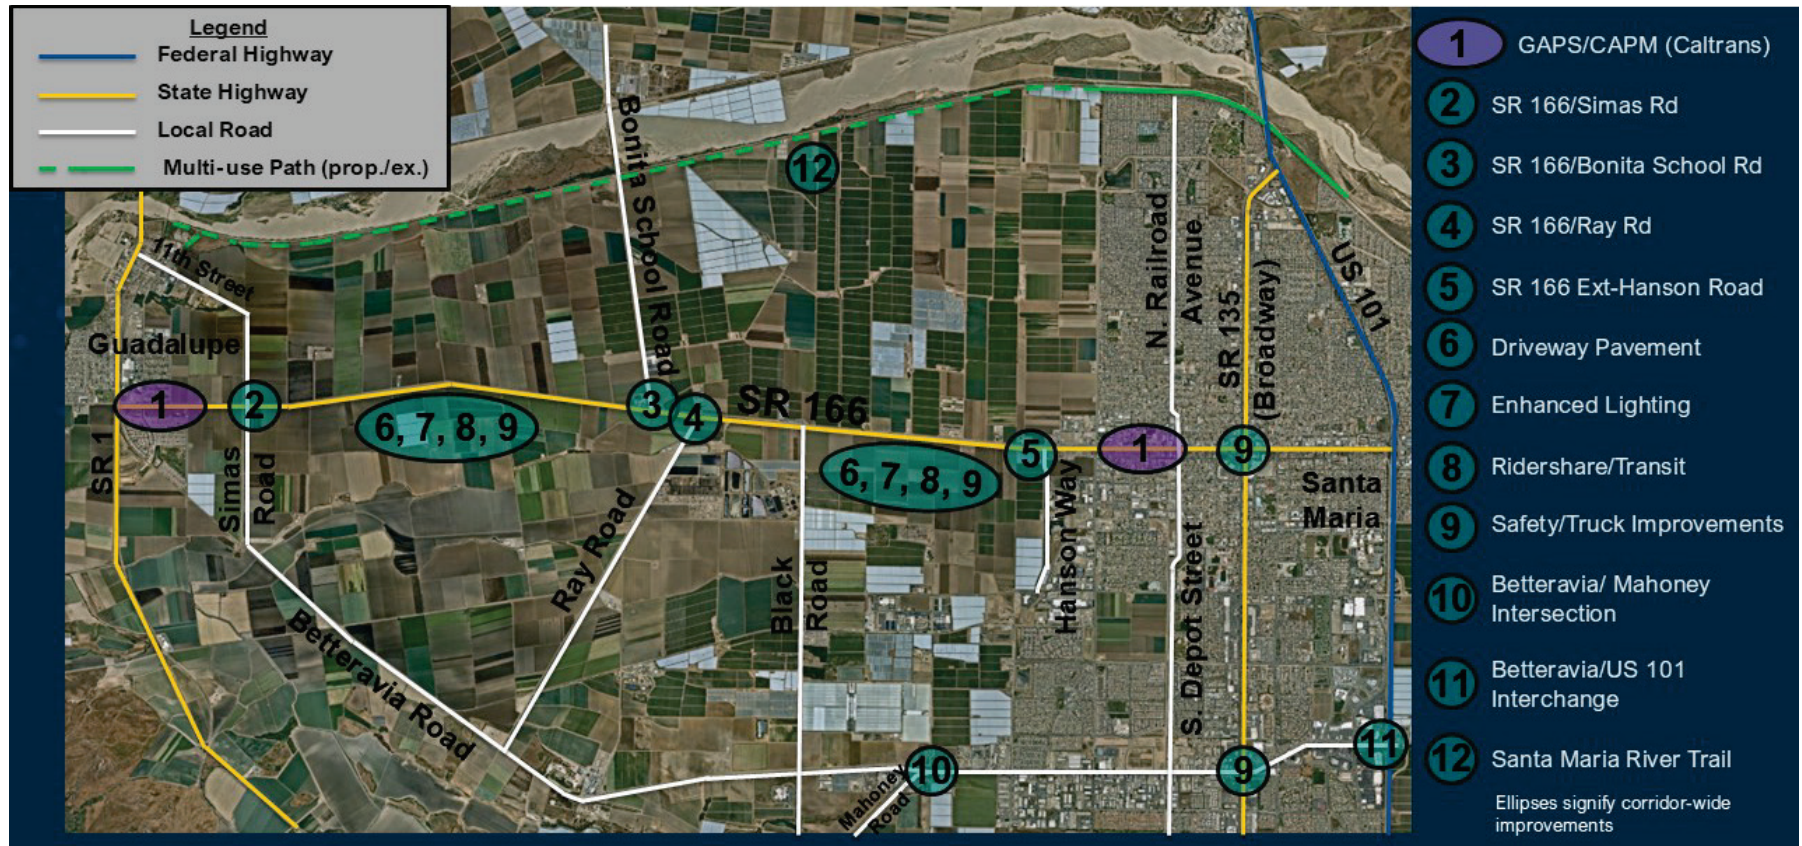 Legend
Federal Highway
State Highway
Local Road
Multi-use Path (prop./ex.)
1
GAPS/CAPM (Caltrans)
2
SR 166/Simas Rd
3
SR 166/Bonita School Rd
4
SR 166/Ray Rd
5
SR 166 Ext-Hanson Road
6
Driveway Pavement
7
Enhanced Lighting
8
Ridershare/Transit
9
Safety/Truck Improvements
10
Betteravia/ Mahoney
Intersection
11
Betteravia/US 101
Interchange
12
Santa Maria River Trail
Ellipses signify corridor-wide
improvements
12
Bonita School Road
11th Street
Guadalupe
N. Railroad
Avenue
SR 135
(Broadway)
US 101
1
2
6, 7, 8, 9
3
4
SR 166
6, 7, 8, 9
5
1
9
Santa
Maria
SR 1
Simas
Road
Ray Road
Black
Road
Hanson Way
S. Depot Street
Betteravia Road
Mahoney
Road
10
9
11